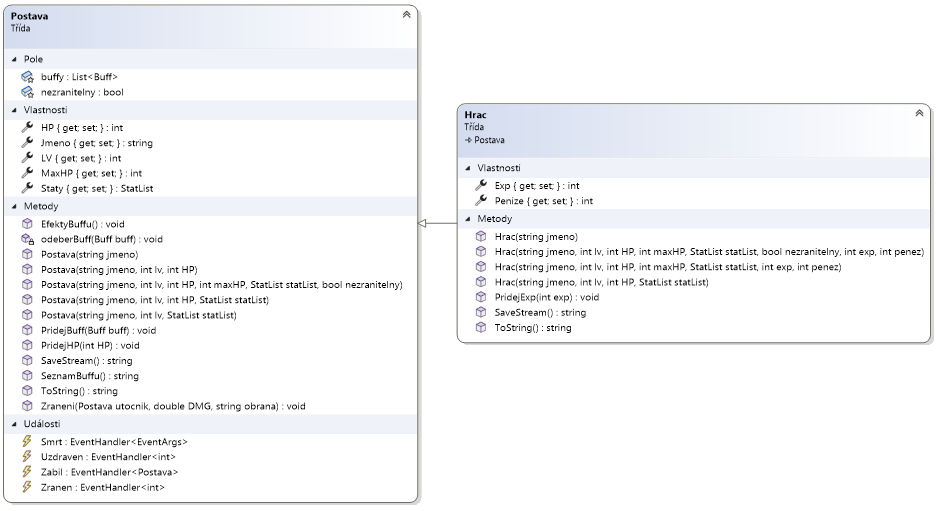 Postava
Třída
Pole
buffy : List<Buff>
nezranitelny : bool
Vlastnosti
HP { get; set; } : int
Jmeno { get; set; } : string
LV { get; set; } : int
MaxHP { get; set; } : int
Staty { get; set; } : StatList
Metody
EfektyBuffu() : void
odeberBuff(Buff buff) : void
Postava(string jmeno)
Postava(string jmeno, int lv, int HP)
Postava(string jmeno, int lv, int HP, int maxHP, StatList statList, bool nezranitelny)
Postava(string jmeno, int lv, int HP, StatList statList)
Postava(string jmeno, int lv, StatList statList)
PridejBuff(Buff buff) : void
PridejHP(int HP) : void
SaveStream() : string
SeznamBuffu() : string
ToString() : string
Zraneni(Postava utocnik, double DMG, string obrana) : void
Události
Smrt : EventHandler<EventArgs>
Uzdraven : EventHandler<int>
Zabil : EventHandler<Postava>
Zranen : EventHandler<int>
Hrac
Třída
Postava
Vlastnosti
Exp { get; set; } : int
Penize { get; set; } : int
Metody
Hrac(string jmeno)
Hrac(string jmeno, int lv, int HP, int maxHP, StatList statList, bool nezranitelny, int exp, int penez)
Hrac(string jmeno, int lv, int HP, int maxHP, StatList statList, int exp, int penez)
Hrac(string jmeno, int lv, int HP, StatList statList)
PridejExp(int exp) : void
SaveStream() : string
ToString() : string